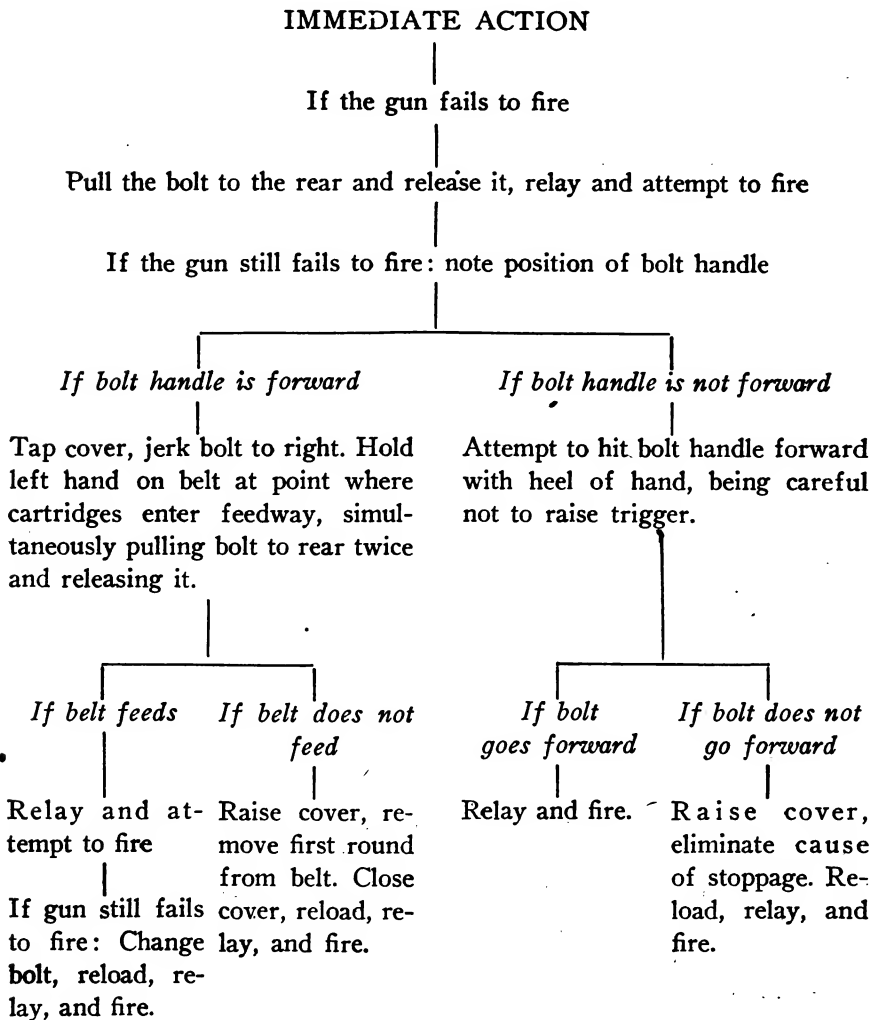 IMMEDIATE ACTION
If the gun fails to fire
Pull the bolt to the rear and release it, relay and attempt to fire
If the gun still fails to fire: note position of bolt handle
If bolt handle is forward
Tap cover, jerk bolt to right. Hold
left hand on belt at point where
cartridges enter feedway, simul-
taneously pulling bolt to rear twice
and releasing it.
If bolt handle is not forward
Attempt to hit bolt handle forward
with heel of hand, being careful
not to raise trigger.
If belt feeds
Relay and at-
tempt to fire
If gun still fails
to fire: Change
bolt, reload, re-
lay, and fire.
If belt does not
feed
Raise cover, re-
move first round
from belt. Close
cover, reload, re-
lay, and fire.
If bolt
goes forward
Relay and fire.
If bolt does not
go forward
Raise cover,
eliminate cause
of stoppage. Re-
load, relay, and
fire.